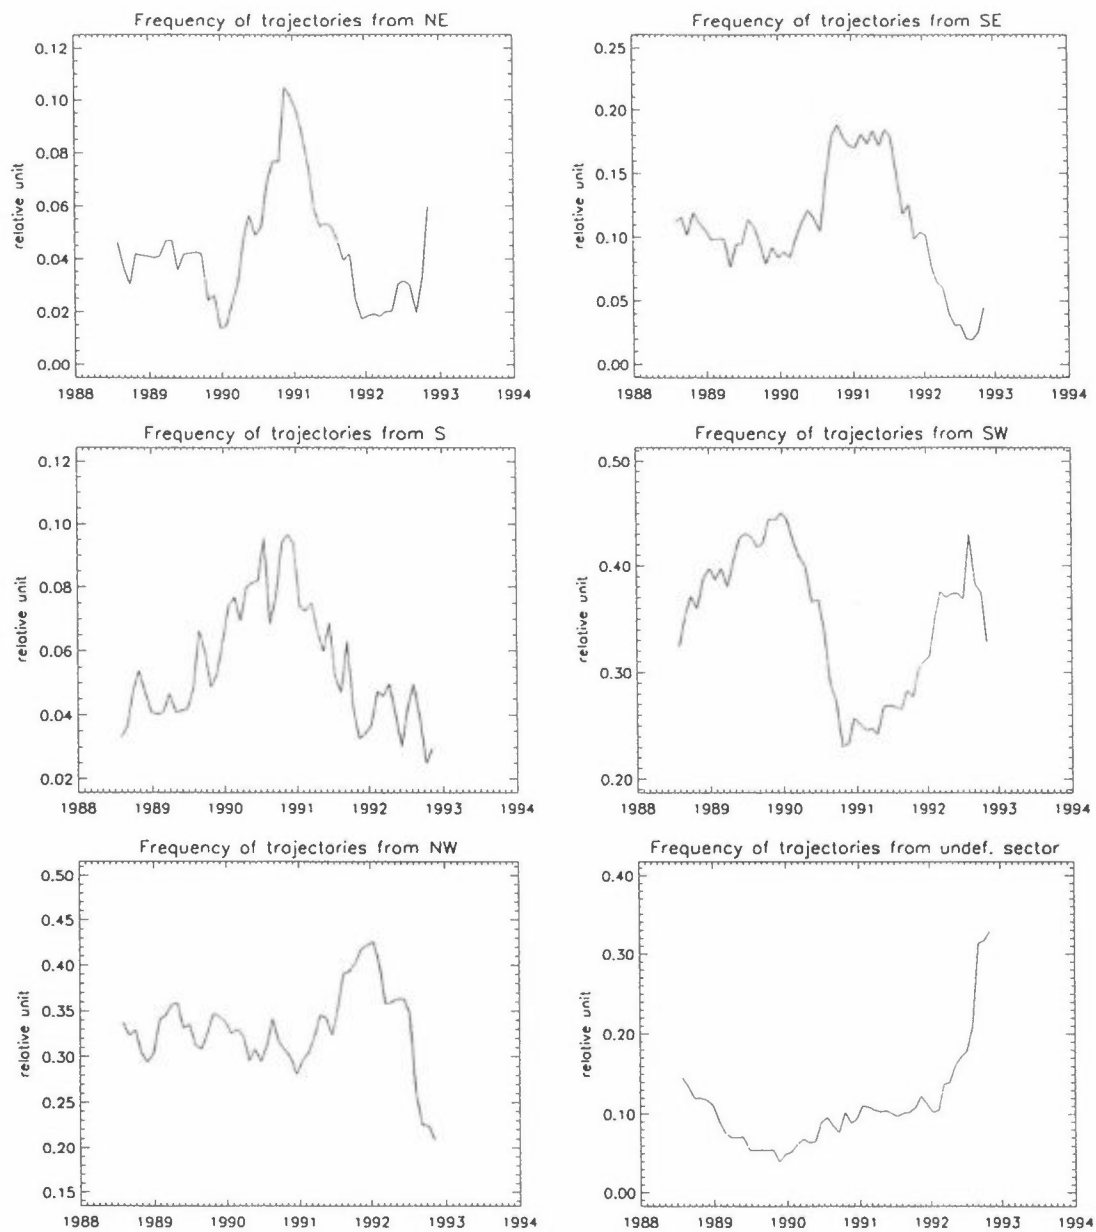 Frequency of trajectories from NE
relative unit
0.12
0.10
0.08
0.06
0.04
0.02
0.00
1988 1989 1990 1991 1992 1993 1994
Frequency of trajectories from SE
relative unit
0.25
0.20
0.15
0.10
0.05
0.00
1988 1989 1990 1991 1992 1993 1994
Frequency of trajectories from S
relative unit
0.12
0.10
0.08
0.06
0.04
0.02
1988 1989 1990 1991 1992 1993 1994
Frequency of trajectories from SW
relative unit
0.50
0.40
0.30
0.20
1988 1989 1990 1991 1992 1993 1994
Frequency of trajectories from NW
relative unit
0.50
0.45
0.40
0.35
0.30
0.25
0.20
0.15
1988 1989 1990 1991 1992 1993 1994
Frequency of trajectories from undef. sector
relative unit
0.40
0.30
0.20
0.10
0.00
1988 1989 1990 1991 1992 1993 1994